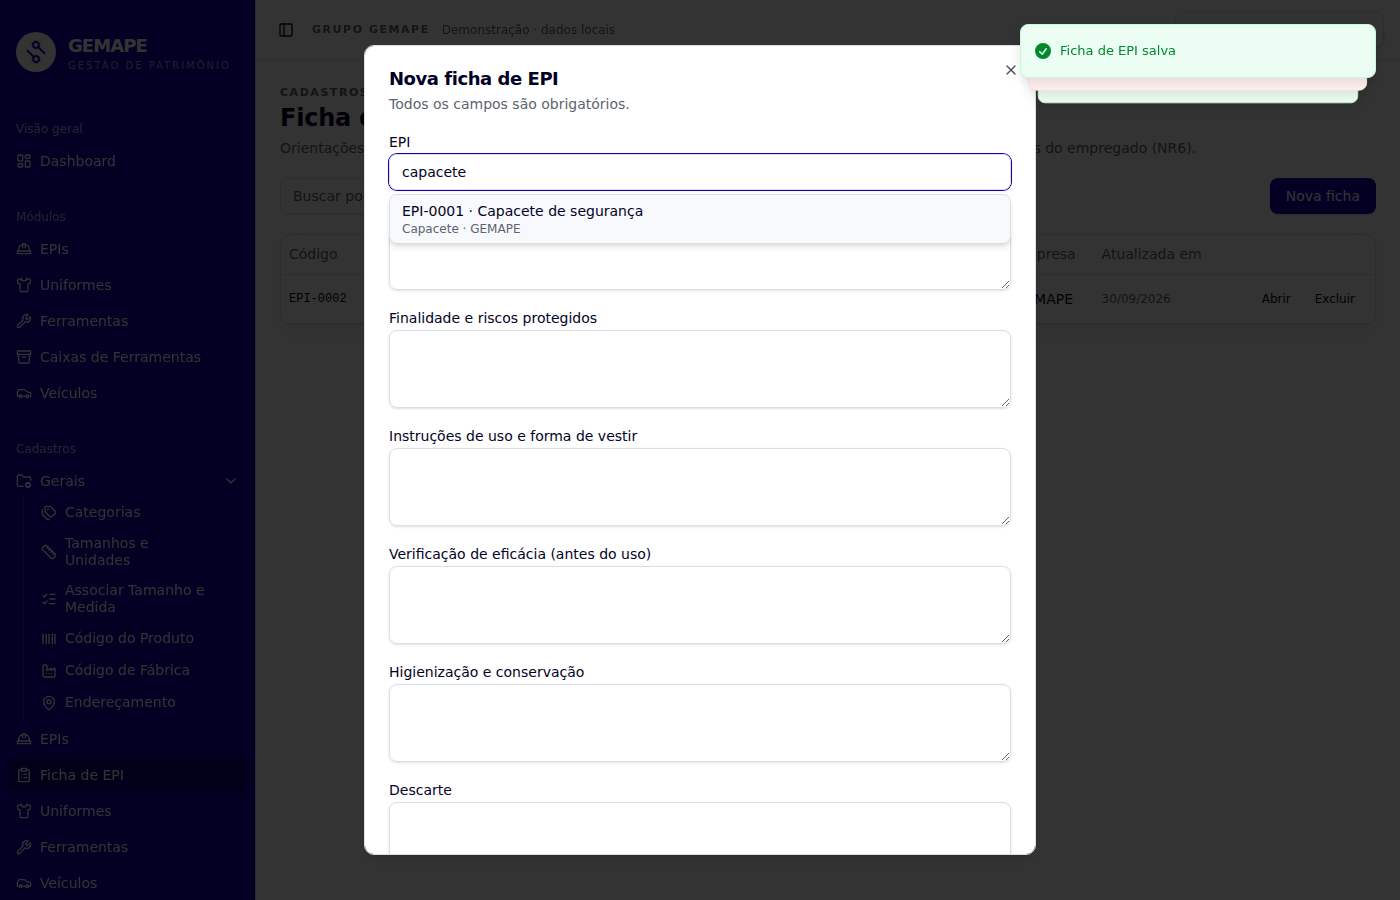 GEMAPE
GESTÃO DE PATRIMÔNIO
Visão geral
Dashboard
Módulos
EPIs
Uniformes
Ferramentas
Caixas de Ferramentas
Veículos
Cadastros
Gerais
Categorias
Tamanhos e
Unidades
Associar Tamanho e
Medida
Código do Produto
Código de Fábrica
Endereçamento
EPIs
Ficha de EPI
Uniformes
Ferramentas
Veículos
GRUPO GEMAPE
Demonstração · dados locais
CADASTROS
Ficha
Orientações
s do empregado (NR6).
Buscar po
Nova ficha
Código
presa
Atualizada em
EPI-0002
MAPE
30/09/2026
Abrir
Excluir
Nova ficha de EPI
Todos os campos são obrigatórios.
EPI
capacete
EPI-0001 · Capacete de segurança
Capacete · GEMAPE
Finalidade e riscos protegidos
Instruções de uso e forma de vestir
Verificação de eficácia (antes do uso)
Higienização e conservação
Descarte
Ficha de EPI salva